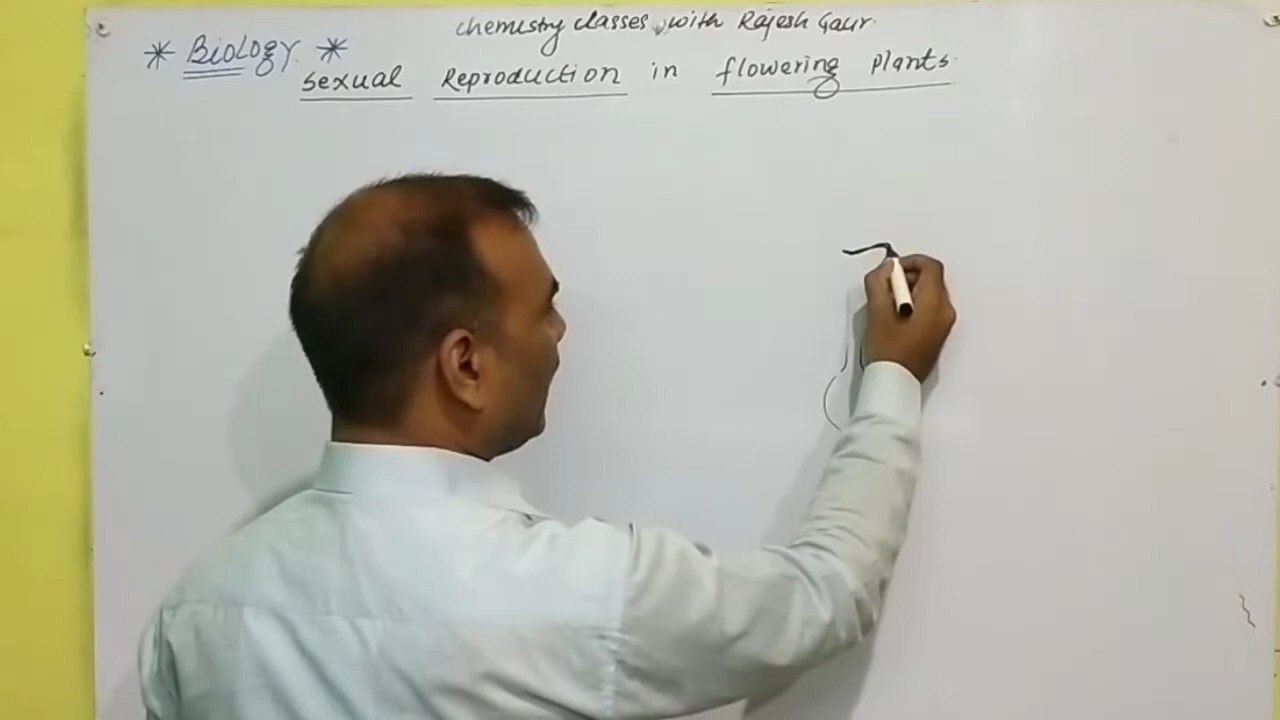 chemistry classes, with Rajesh Gaur.
* Biology *
Sexual Reproduction in flowering plants.